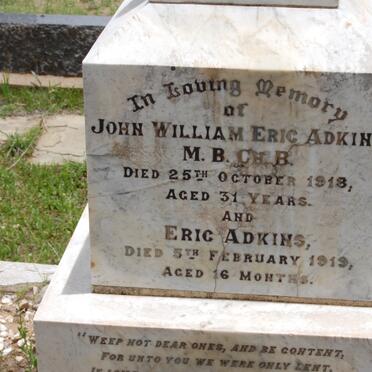 In Loving Memory
of
JOHN WILLIAM ERIC ADKIN
M.B. CH.B.
DIED 25TH OCTOBER 1918,
AGED 31 YEARS.
AND
ERIC ADKINS,
DIED 5TH FEBRUARY 1919,
AGED 16 MONTHS.
"WEEP NOT DEAR ONES, AND BE CONTENT,
FOR UNTO YOU WE WERE ONLY LENT,